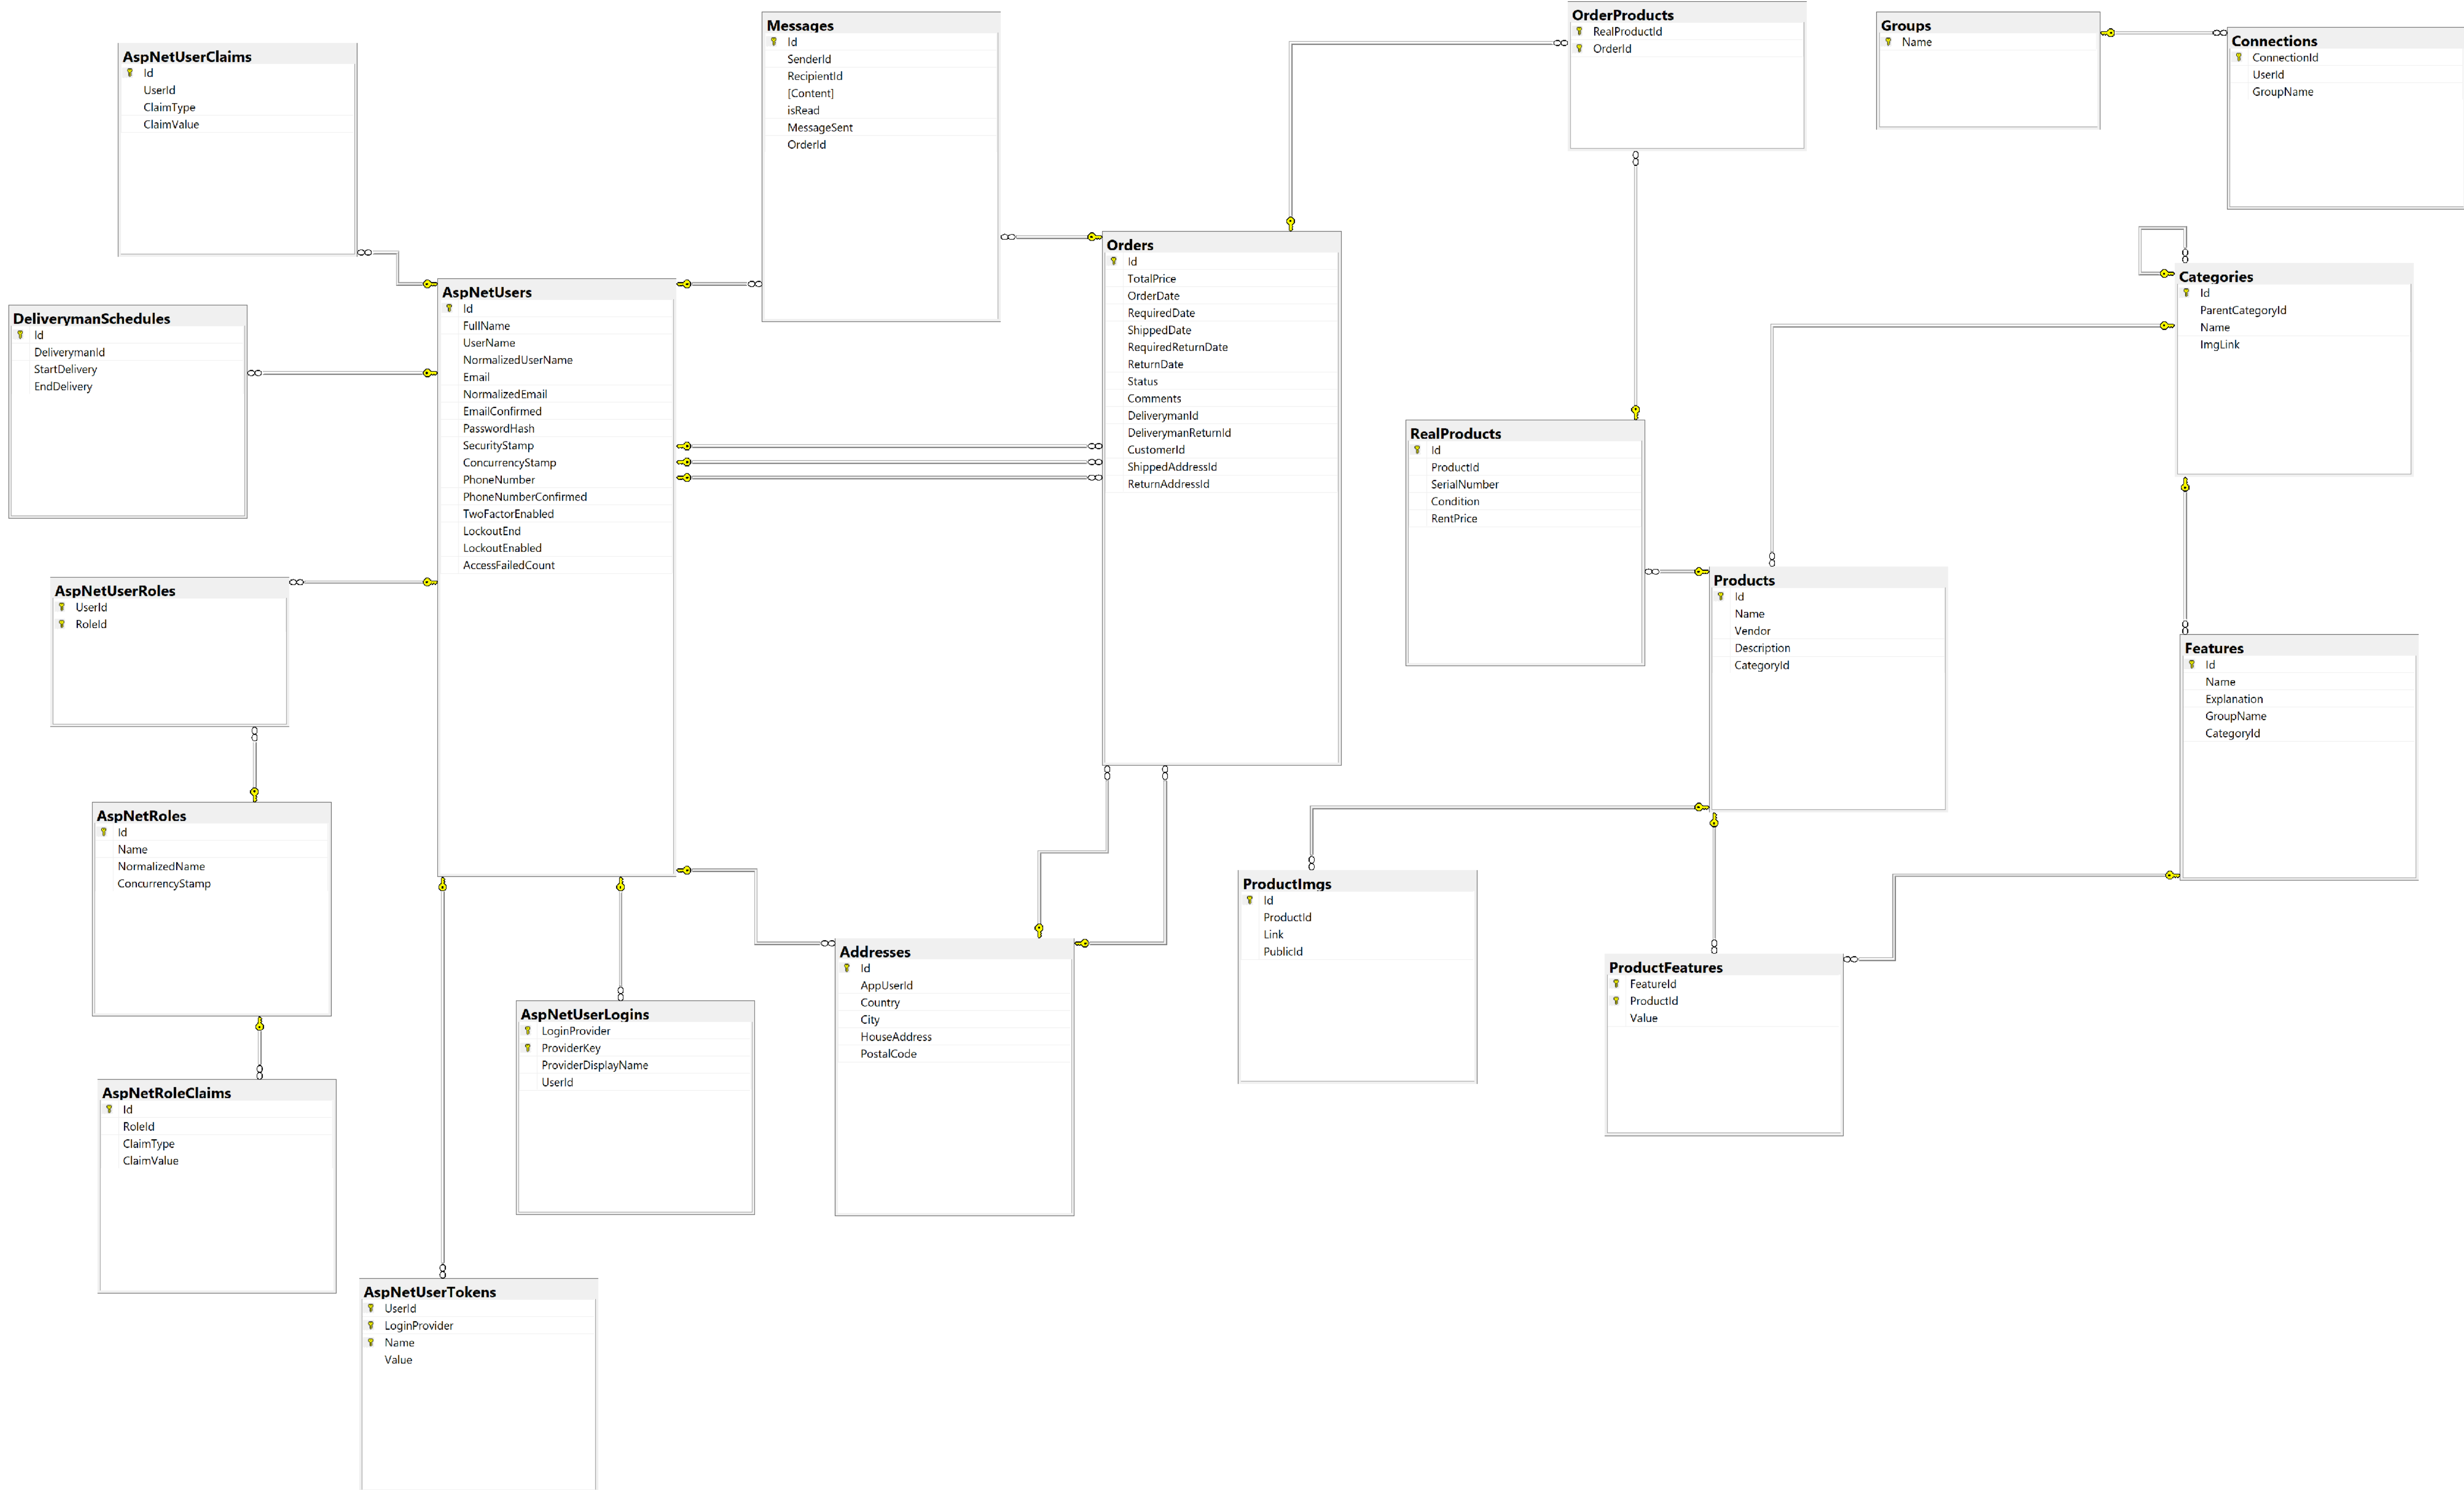 AspNetUserClaims
Id
UserId
ClaimType
ClaimValue
Messages
Id
SenderId
RecipientId
[Content]
isRead
MessageSent
OrderId
OrderProducts
RealProductId
OrderId
Groups
Name
Connections
ConnectionId
UserId
GroupName
DeliverymanSchedules
Id
DeliverymanId
StartDelivery
EndDelivery
AspNetUsers
Id
FullName
UserName
NormalizedUserName
Email
NormalizedEmail
EmailConfirmed
PasswordHash
SecurityStamp
ConcurrencyStamp
PhoneNumber
PhoneNumberConfirmed
TwoFactorEnabled
LockoutEnd
LockoutEnabled
AccessFailedCount
Orders
Id
TotalPrice
OrderDate
RequiredDate
ShippedDate
RequiredReturnDate
ReturnDate
Status
Comments
DeliverymanId
DeliverymanReturnId
CustomerId
ShippedAddressId
ReturnAddressId
Categories
Id
ParentCategoryId
Name
ImgLink
RealProducts
Id
ProductId
SerialNumber
Condition
RentPrice
Products
Id
Name
Vendor
Description
CategoryId
Features
Id
Name
Explanation
GroupName
CategoryId
AspNetUserRoles
UserId
RoleId
AspNetRoles
Id
Name
NormalizedName
ConcurrencyStamp
ProductImgs
Id
ProductId
Link
PublicId
Addresses
Id
AppUserId
Country
City
HouseAddress
PostalCode
ProductFeatures
FeatureId
ProductId
Value
AspNetUserLogins
LoginProvider
ProviderKey
ProviderDisplayName
UserId
AspNetRoleClaims
Id
RoleId
ClaimType
ClaimValue
AspNetUserTokens
UserId
LoginProvider
Name
Value